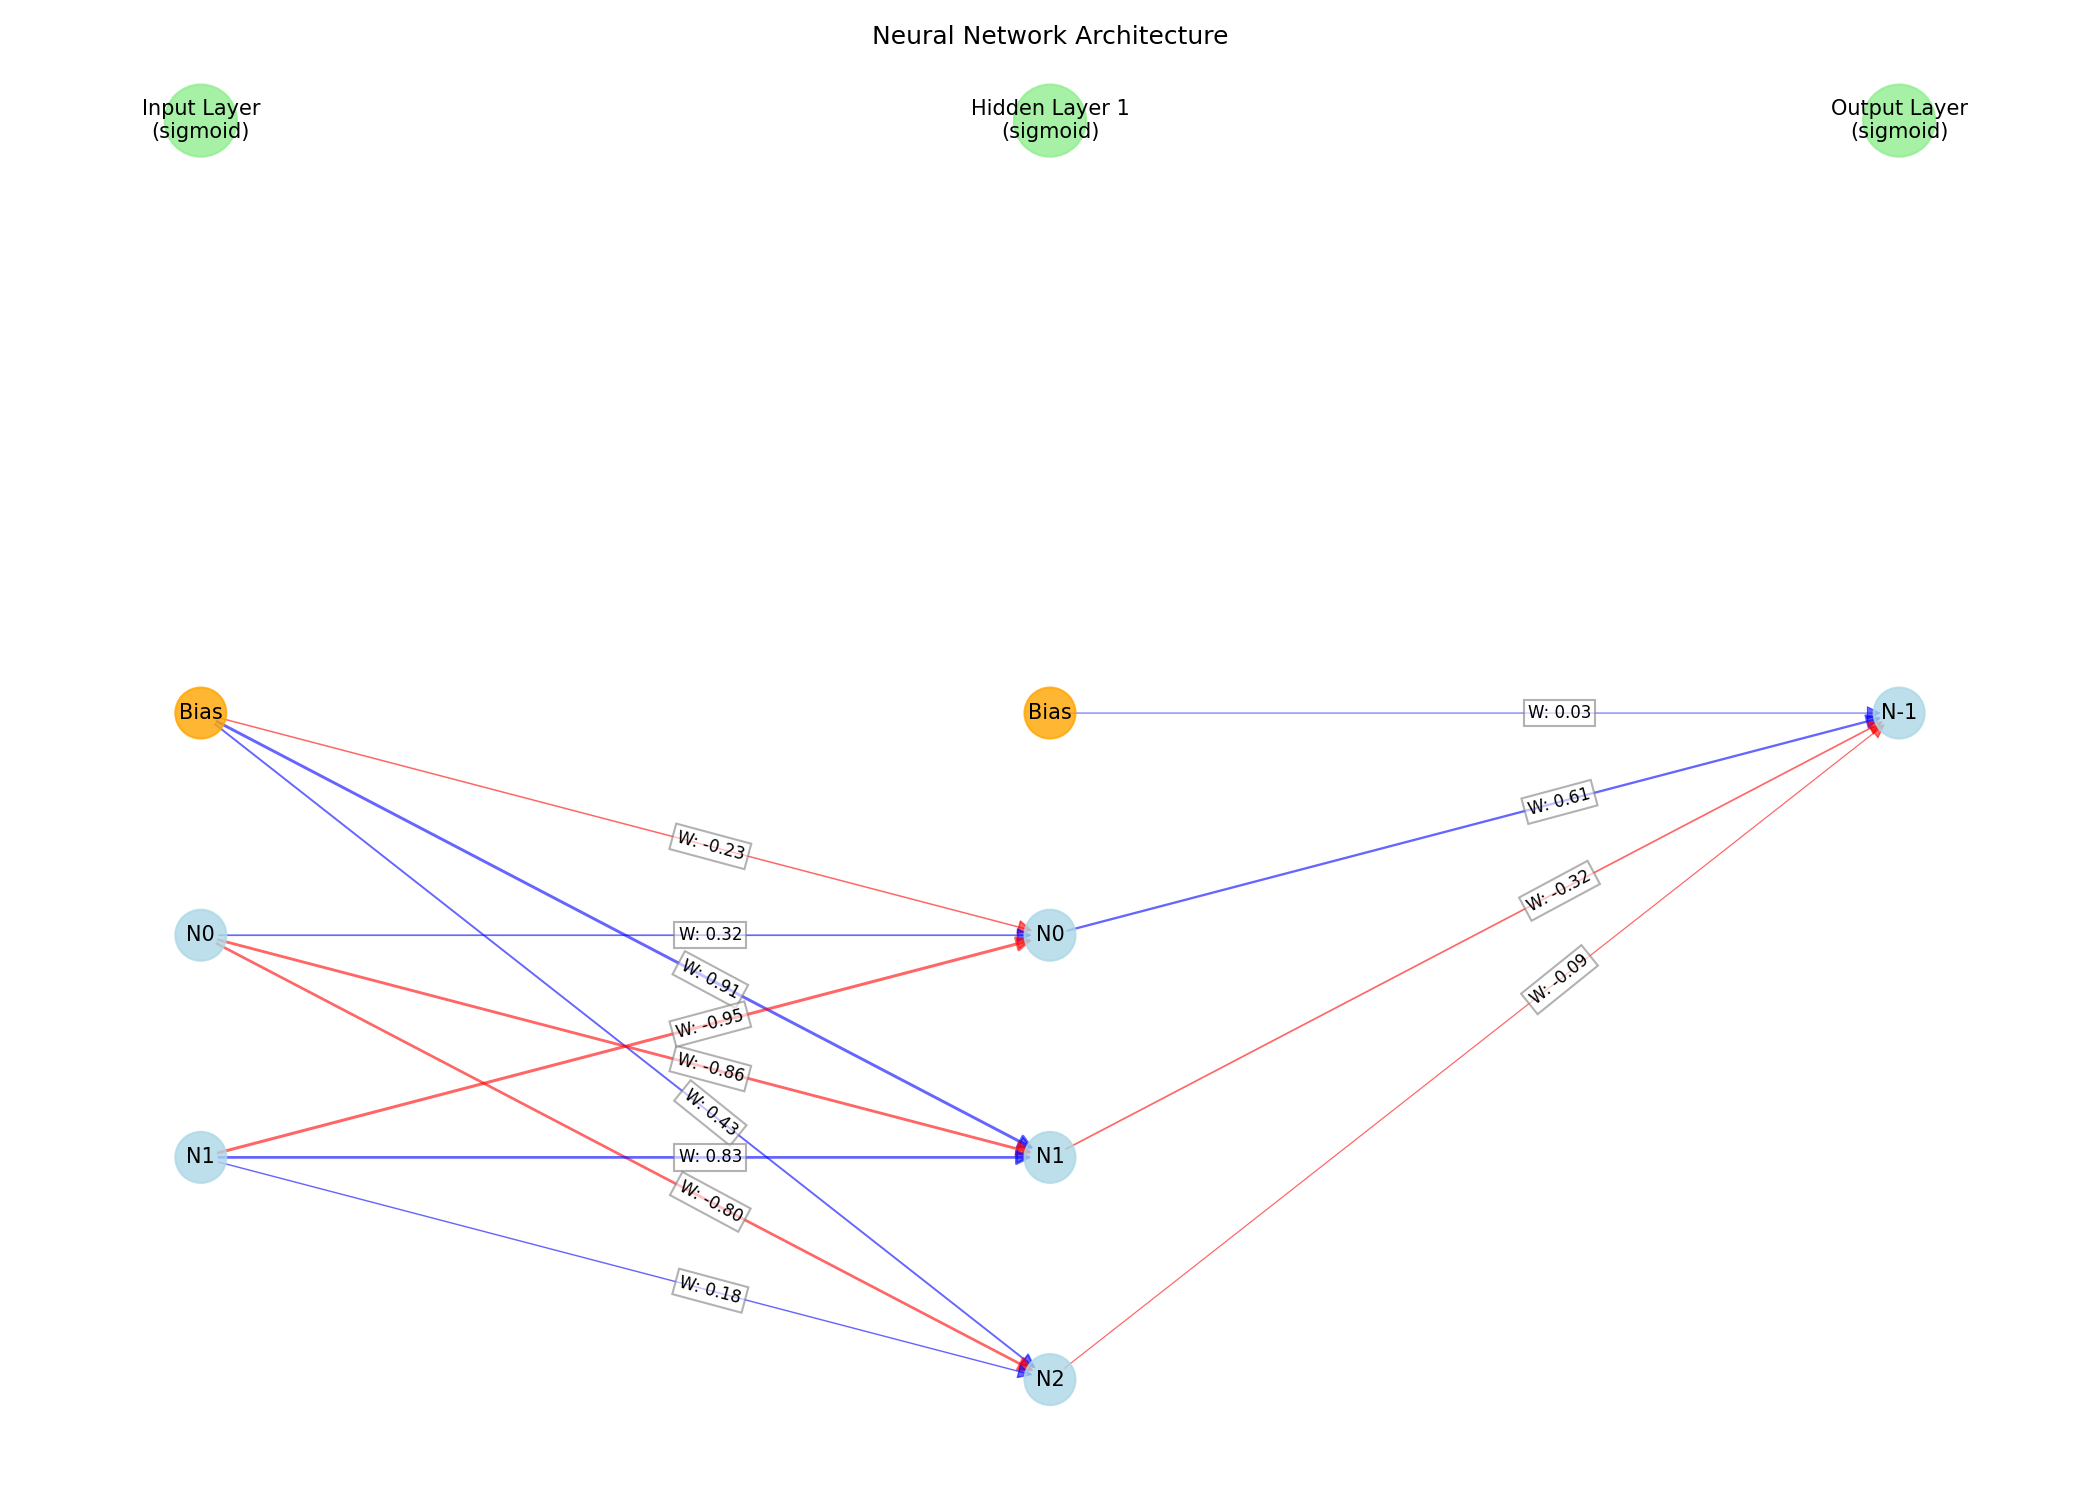 Neural Network Architecture
Input Layer
(sigmoid)
Hidden Layer 1
(sigmoid)
Output Layer
(sigmoid)
Bias
Bias
W: 0.03
N-1
W: 0.61
W: -0.23
W: -0.32
N0
W: 0.32
N0
W: 0.91
W: -0.09
W: -0.95
W: -0.86
W: 0.43
N1
W: 0.83
N1
W: -0.80
W: 0.18
N2